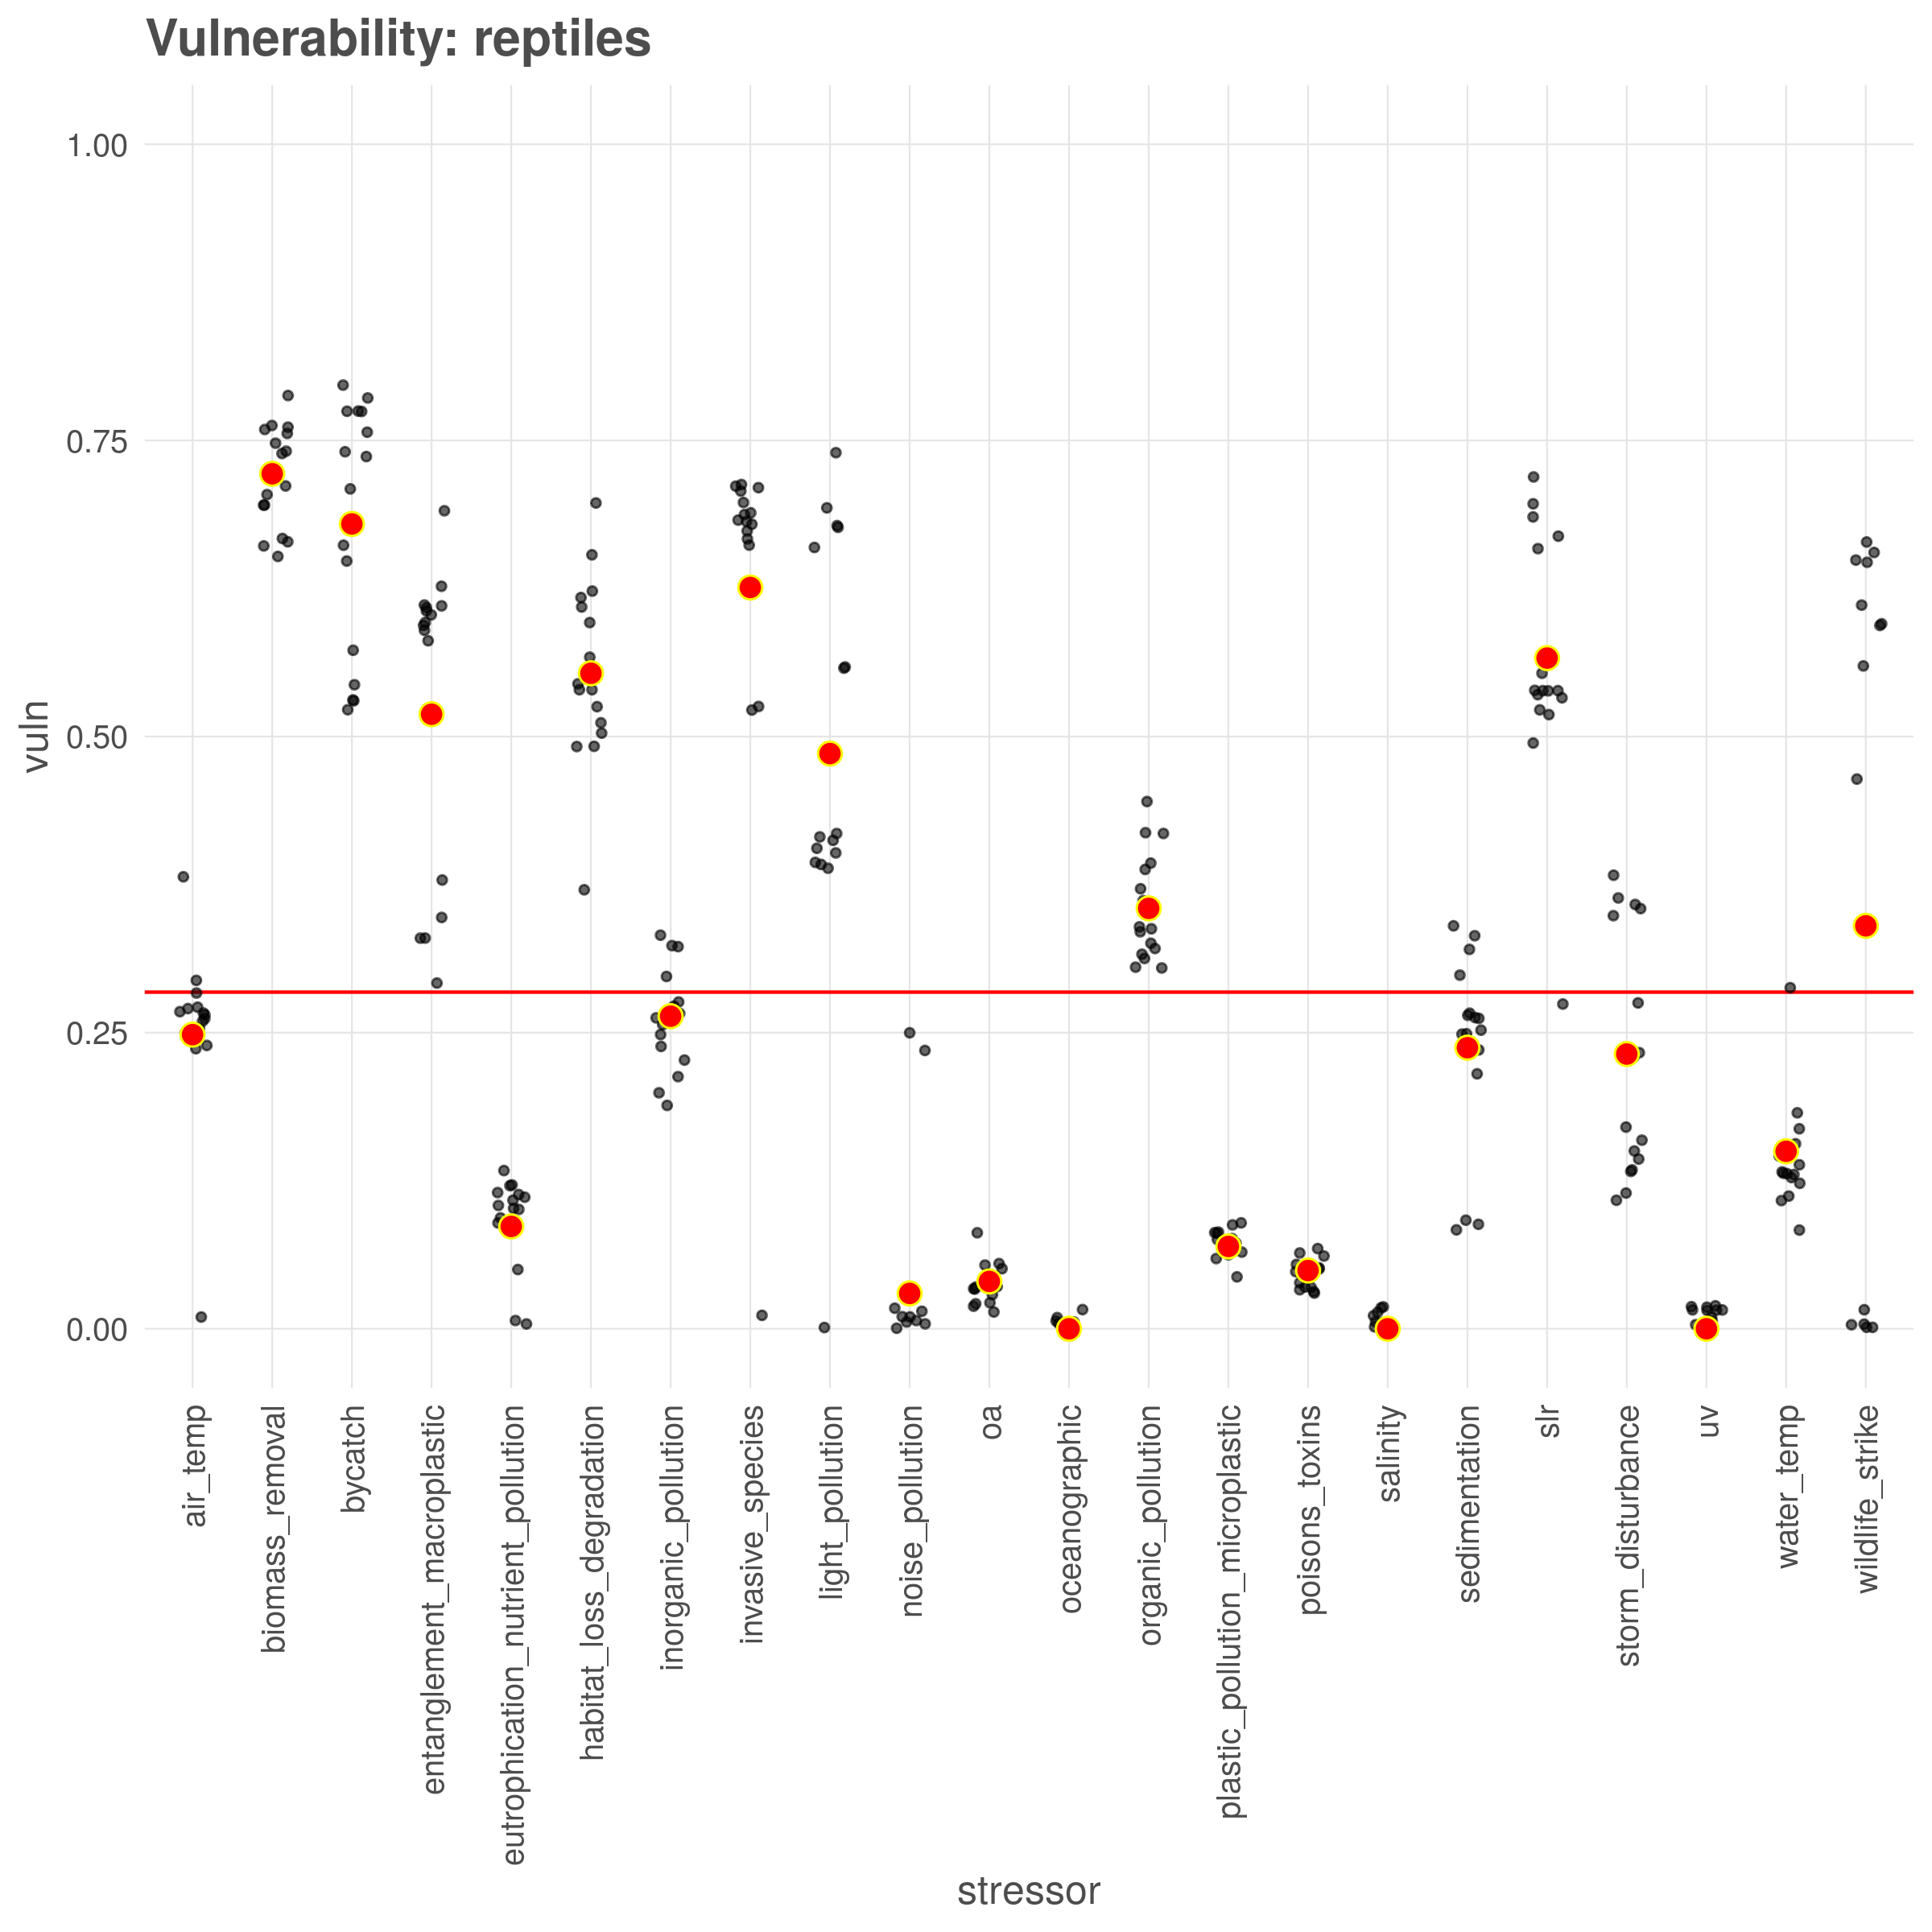 Vulnerability: reptiles
vuln
1.00
0.75
0.50
0.25
0.00
air_temp
biomass_removal
bycatch
entanglement_macroplastic
eutrophication_nutrient_pollution
habitat_loss_degradation
inorganic_pollution
invasive_species
light_pollution
noise_pollution
oa
oceanographic
organic_pollution
plastic_pollution_microplastic
poisons_toxins
salinity
sedimentation
slr
storm_disturbance
uv
water_temp
wildlife_strike
stressor